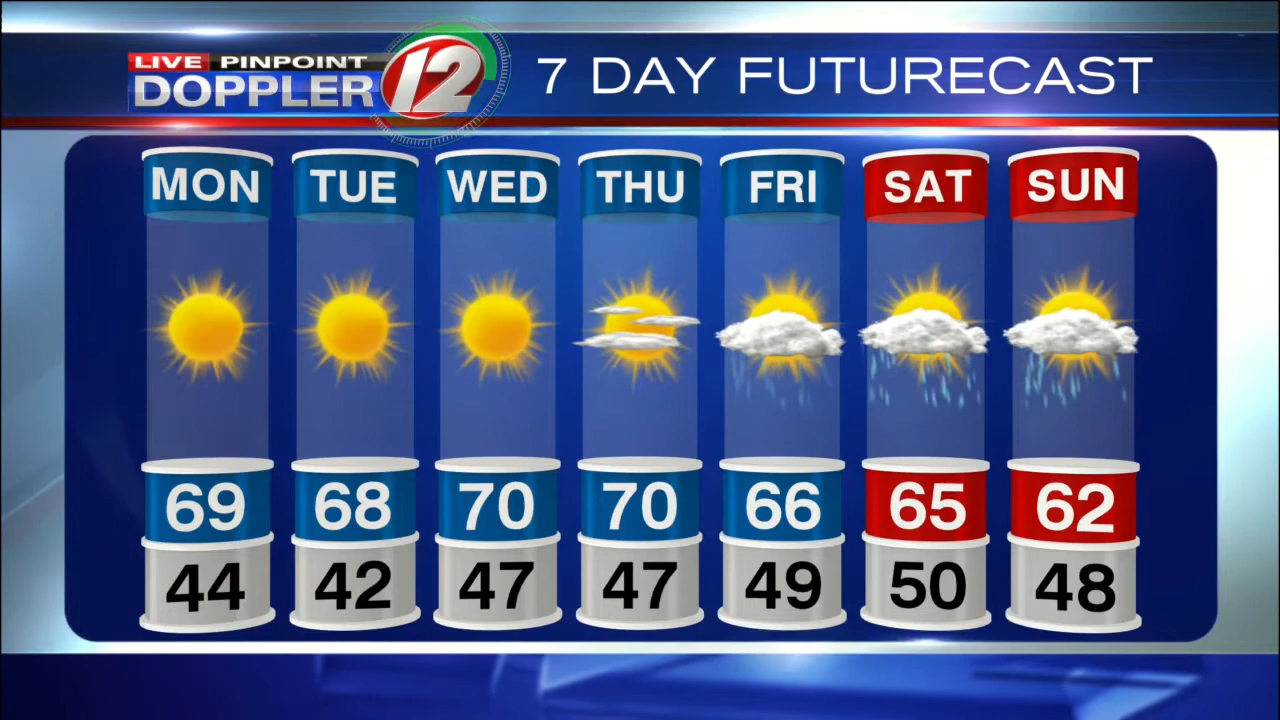 LIVE PINPOINT
DOPPLER 12
7 DAY FUTURECAST
MON TUE WED THU FRI SAT SUN
69 68 70 70 66 65 62
44 42 47 47 49 50 48